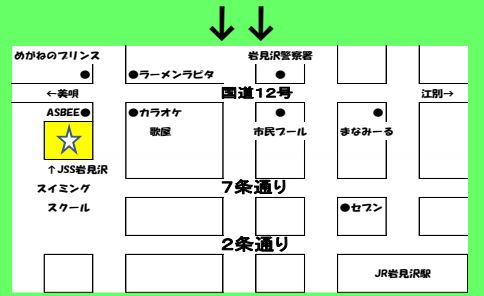 めがねのプリンス
岩見沢警察署
●ラーメンラピタ
←美唄
国道12号
江別→
ASBEE●
●カラオケ
歌屋
市民プール
まなみーる
↑JSS岩見沢
スイミング
スクール
7条通り
●セブン
2条通り
JR岩見沢駅